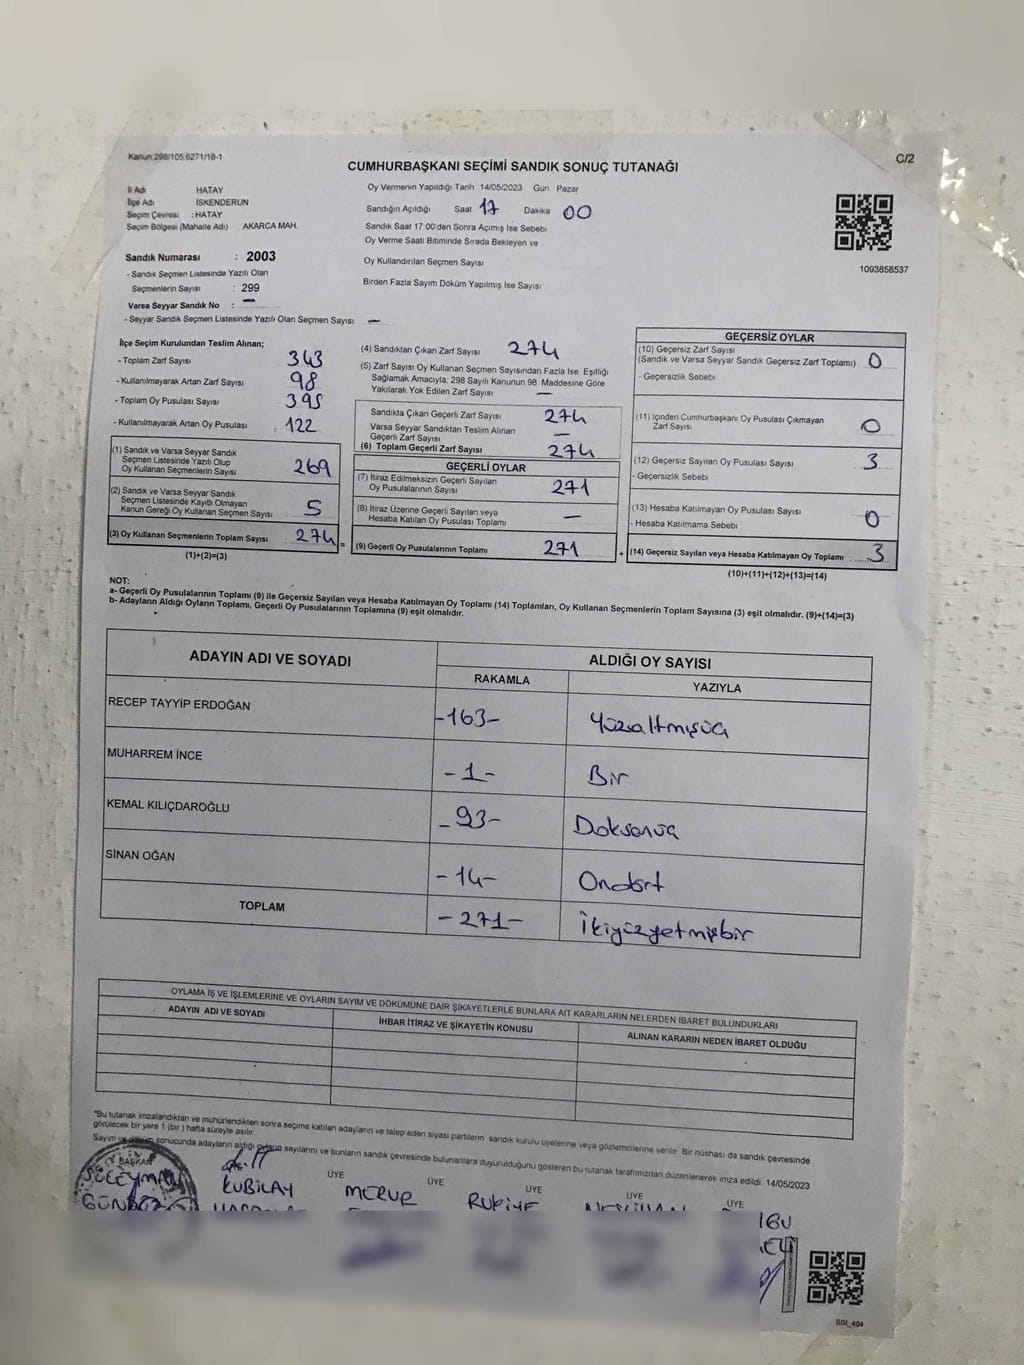 Kanun:298/105,6271/18-1
C/2
CUMHURBAŞKANI SEÇİMİ SANDIK SONUÇ TUTANAĞI
İl Adı HATAY
İlçe Adı İSKENDERUN
Seçim Çevresi :HATAY
Seçim Bölgesi (Mahalle Adı) AKARCA MAH.
Sandık Numarası : 2003
- Sandık Seçmen Listesinde Yazılı Olan
Seçmenlerin Sayısı : 299
Varsa Seyyar Sandık No : –
- Seyyar Sandık Seçmen Listesinde Yazılı Olan Seçmen Sayısı –
Oy Vermenin Yapıldığı Tarih 14/05/2023 Gün Pazar
Sandığın Açıldığı Saat 17 Dakika 00
Sandık Saat 17 00'den Sonra Açımış İse Sebebi
Oy Verme Saati Bitiminde Sırada Bekleyen ve
Oy Kullandırılan Seçmen Sayısı
Birden Fazla Sayım Döküm Yapılmış İse Sayısı
1093858537
İlçe Seçim Kurulundan Teslim Alınan;
- Toplam Zarf Sayısı 343
- Kullanılmayarak Artan Zarf Sayısı 98
- Toplam Oy Pusulası Sayısı 395
- Kullanılmayarak Artan Oy Pusulası : 122
(1) Sandık ve Varsa Seyyar Sandık
Seçmen Listesinde Yazılı Olup
Oy Kullanan Seçmenlerin Sayısı 269
(2) Sandık ve Varsa Seyyar Sandık
Seçmen Listesinde Kayıtlı Olmayan
Kanun Gereği Oy Kullanan Seçmen Sayısı 5
(3) Oy Kullanan Seçmenlerin Toplam Sayısı 274 =
(1)+(2)=(3)
(4) Sandıktan Çıkan Zarf Sayısı 274
(5) Zarf Sayısı Oy Kullanan Seçmen Sayısından Fazla İse. Eşitliği
Sağlamak Amacıyla; 298 Sayılı Kanunun 98. Maddesine Göre
Yakılarak Yok Edilen Zarf Sayısı –
Sandıkta Çıkan Geçerli Zarf Sayısı 274
Varsa Seyyar Sandıktan Teslim Alınan
Geçerli Zarf Sayısı –
(6) Toplam Geçerli Zarf Sayısı 274
GEÇERLİ OYLAR
(7) İtiraz Edilmeksizin Geçerli Sayılan
Oy Pusulalarının Sayısı 271
(8) İtiraz Üzerine Geçerli Sayılan veya
Hesaba Katılan Oy Pusulası Toplamı –
(9) Geçerli Oy Pusulalarının Toplamı 271 +
GEÇERSİZ OYLAR
(10) Geçersiz Zarf Sayısı
(Sandık ve Varsa Seyyar Sandık Geçersiz Zarf Toplamı) 0
- Geçersizlik Sebebi
(11) İçinden Cumhurbaşkanı Oy Pusulası Çıkmayan
Zarf Sayısı 0
(12) Geçersiz Sayılan Oy Pusulası Sayısı 3
- Geçersizlik Sebebi
(13) Hesaba Katılmayan Oy Pusulası Sayısı 0
- Hesaba Katılmama Sebebi
(14) Geçersiz Sayılan veya Hesaba Katılmayan Oy Toplamı : 3
(10)+(11)+(12)+(13)=(14)
NOT:
a- Geçerli Oy Pusulalarının Toplamı (9) ile Geçersiz Sayılan veya Hesaba Katılmayan Oy Toplamı (14) Toplamları, Oy Kullanan Seçmenlerin Toplam Sayısına (3) eşit olmalıdır. (9)+(14)=(3)
b- Adayların Aldığı Oyların Toplamı, Geçerli Oy Pusulalarının Toplamına (9) eşit olmalıdır.
ADAYIN ADI VE SOYADI ALDIĞI OY SAYISI
RAKAMLA YAZIYLA
RECEP TAYYİP ERDOĞAN -163- Yüzaltmışüç
MUHARREM İNCE -1- Bir
KEMAL KILIÇDAROĞLU -93- Doksanüç
SİNAN OĞAN -14- Ondört
TOPLAM -271- İkiyüzyetmişbir
OYLAMA İŞ VE İŞLEMLERİNE VE OYLARIN SAYIM VE DÖKÜMÜNE DAİR ŞİKAYETLERLE BUNLARA AİT KARARLARIN NELERDEN İBARET BULUNDUKLARI
ADAYIN ADI VE SOYADI İHBAR İTİRAZ VE ŞİKAYETİN KONUSU ALINAN KARARIN NEDEN İBARET OLDUĞU
*Bu tutanak imzalandıktan ve mühürlendikten sonra seçime katılan adayların ve talep eden siyasi partilerin sandık kurulu üyelerine veya gözlemcilerine verilir Bir nüshası da sandık çevresinde
görülecek bir yere 1 (bir ) hafta süreyle asılır.
Sayım ve döküm sonucunda adayların aldığı oyların sayılarını ve bunların sandık çevresinde bulunanlara duyurulduğunu gösteren bu tutanak tarafımızdan düzenlenerek imza edildi. 14/05/2023
BAŞKAN ÜYE ÜYE ÜYE ÜYE ÜYE
SÜLEYMAN KUBİLAY RUKİYE